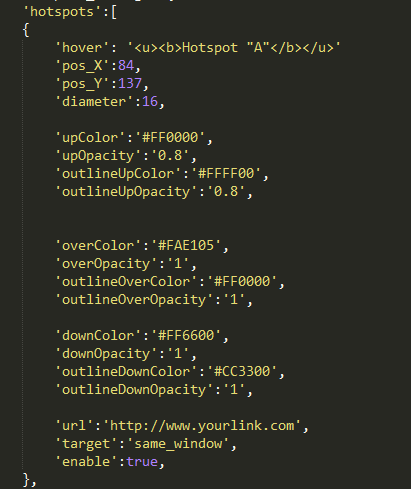 'hotspots':[
{
'hover': '<u><b>Hotspot "A"</b></u>'
'pos_X':84,
'pos_Y':137,
'diameter':16,
'upColor':'#FF0000',
'upOpacity':'0.8',
'outlineUpColor':'#FFFF00',
'outlineUpOpacity':'0.8',
'overColor':'#FAE105',
'overOpacity':'1',
'outlineOverColor':'#FF0000',
'outlineOverOpacity':'1',
'downColor':'#FF6600',
'downOpacity':'1',
'outlineDownColor':'#CC3300',
'outlineDownOpacity':'1',
'url':'http://www.yourlink.com',
'target':'same_window',
'enable':true,
},